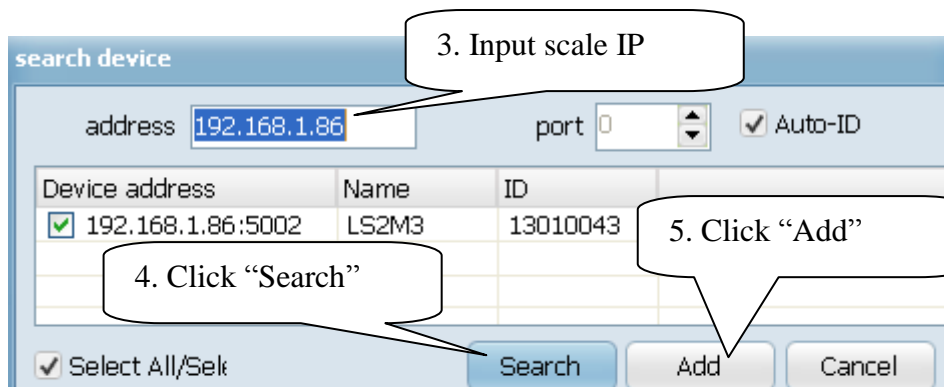 3. Input scale IP
search device
address 192.168.1.86 port 0 Auto-ID
Device address Name ID
192.168.1.86:5002 LS2M3 13010043
5. Click “Add”
4. Click “Search”
Select All/Sele
Search Add Cancel